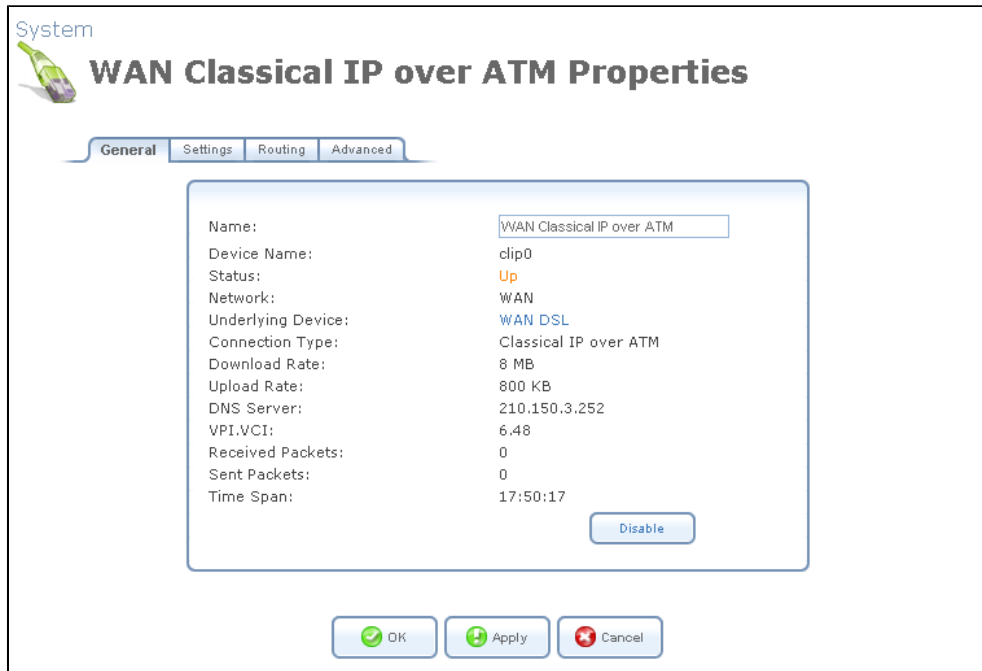 System
WAN Classical IP over ATM Properties
General Settings Routing Advanced
Name: WAN Classical IP over ATM
Device Name: clip0
Status: Up
Network: WAN
Underlying Device: WAN DSL
Connection Type: Classical IP over ATM
Download Rate: 8 MB
Upload Rate: 800 KB
DNS Server: 210.150.3.252
VPI.VCI: 6.48
Received Packets: 0
Sent Packets: 0
Time Span: 17:50:17
Disable
OK Apply Cancel